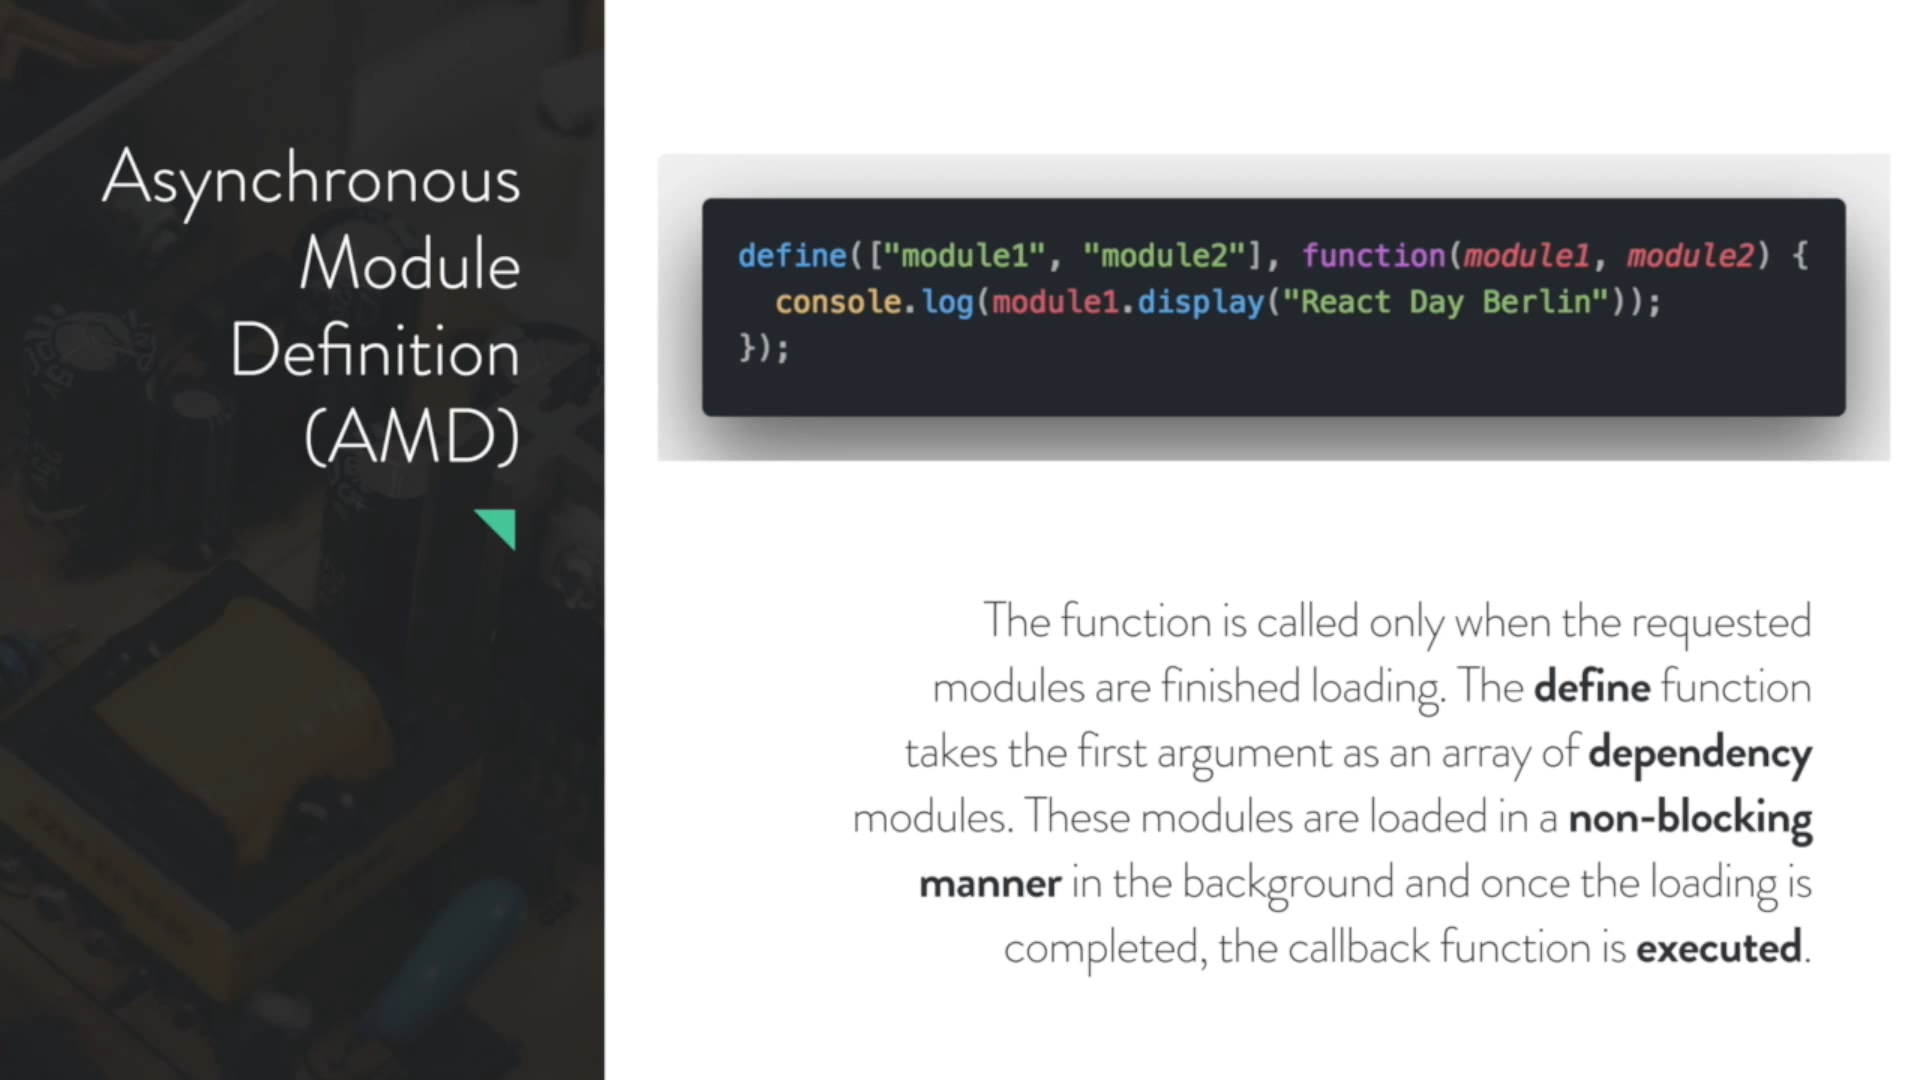 Asynchronous
Module
Definition
(AMD)
define(["module1", "module2"], function(module1, module2) {
console.log(module1.display("React Day Berlin"));
});
The function is called only when the requested
modules are finished loading. The define function
takes the first argument as an array of dependency
modules. These modules are loaded in a non-blocking
manner in the background and once the loading is
completed, the callback function is executed.